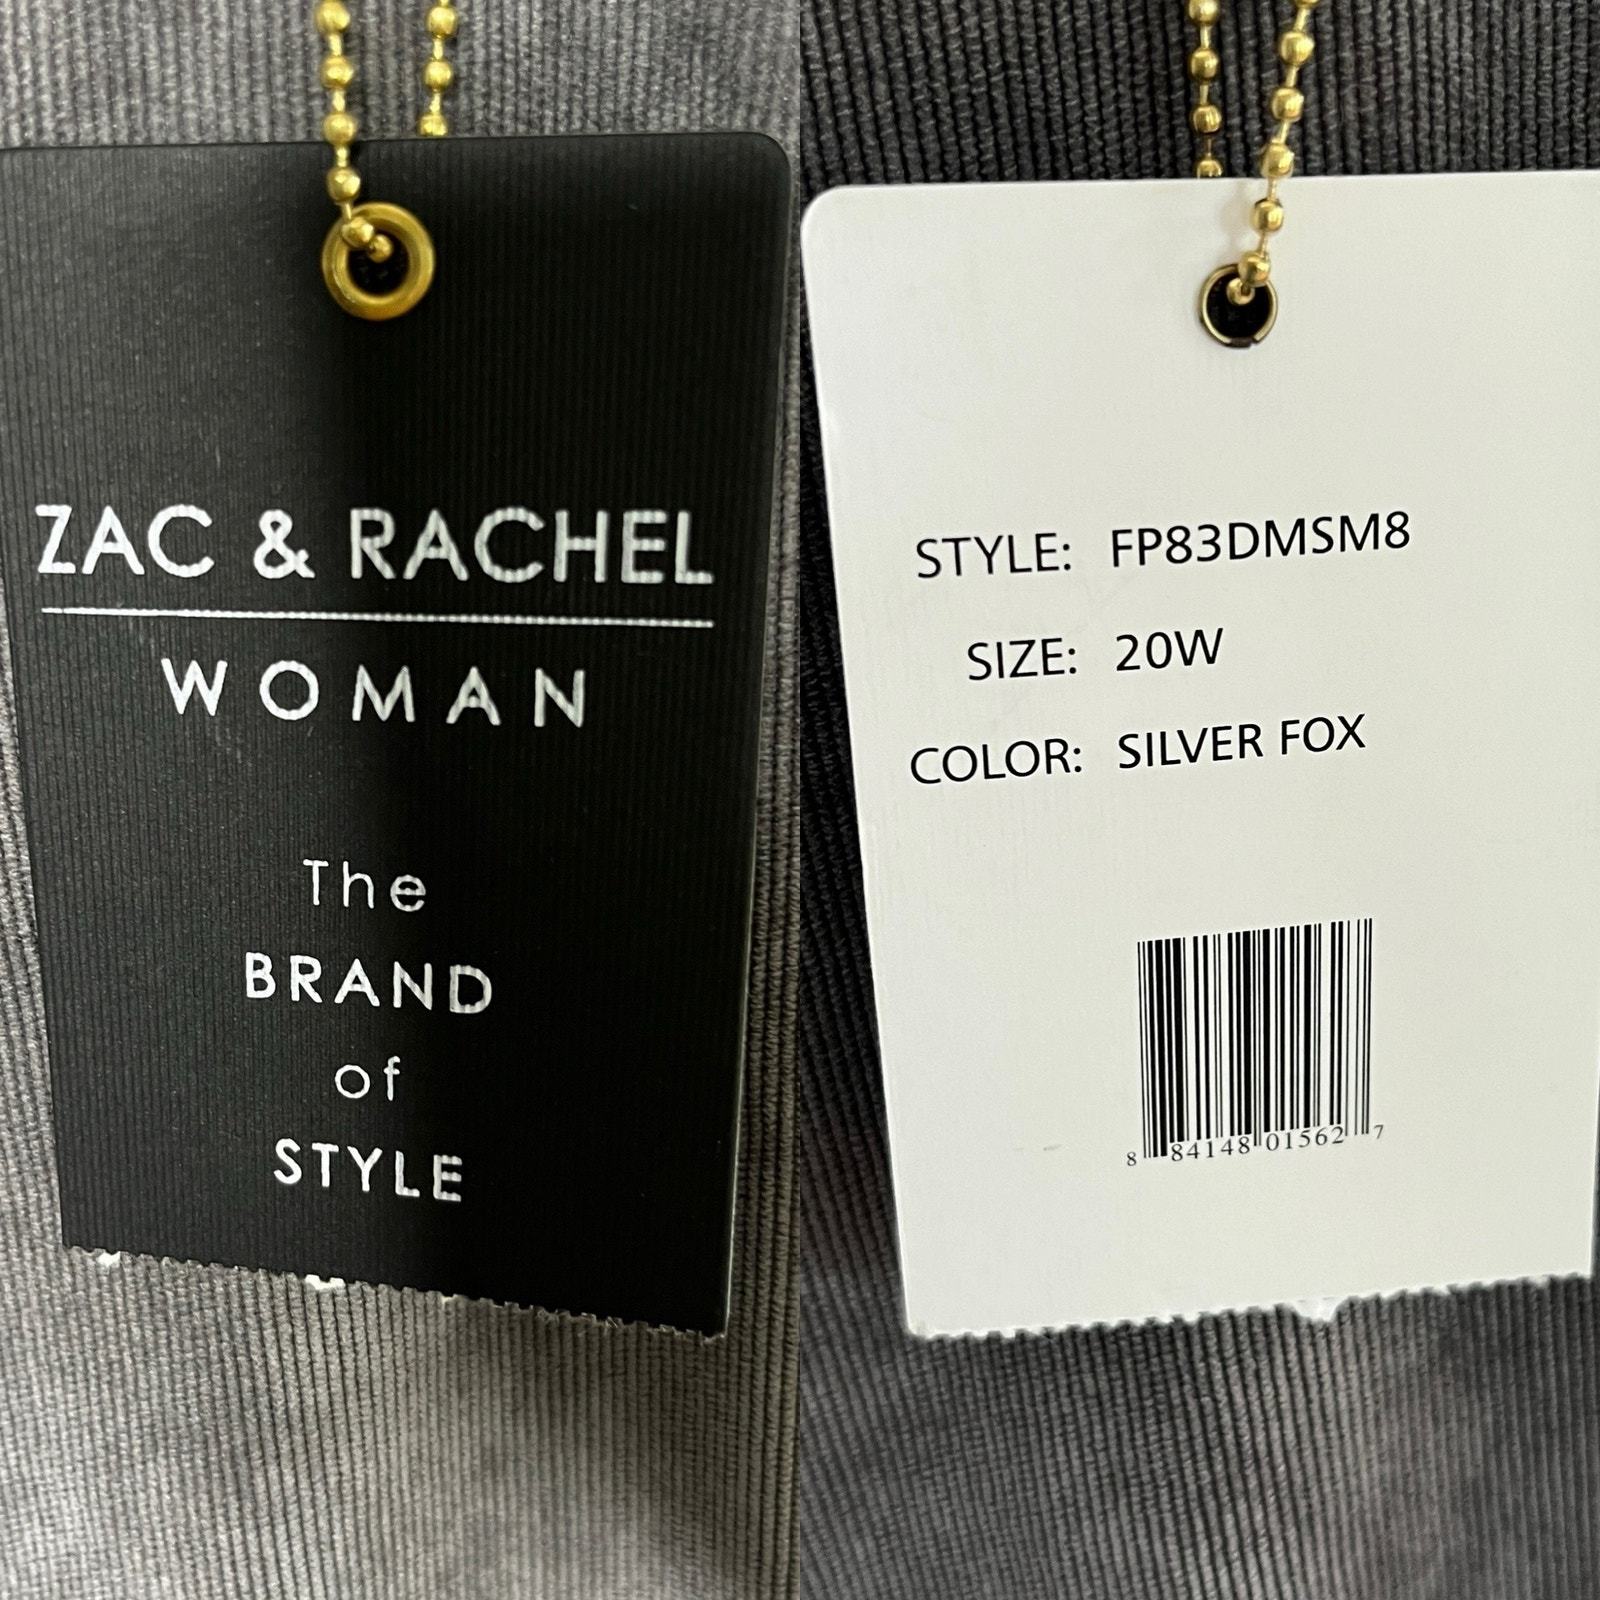 ZAC & RACHEL
WOMAN
The
BRAND
of
STYLE
STYLE: FP83DMSM8
SIZE: 20W
COLOR: SILVER FOX
8 84148 01562 7